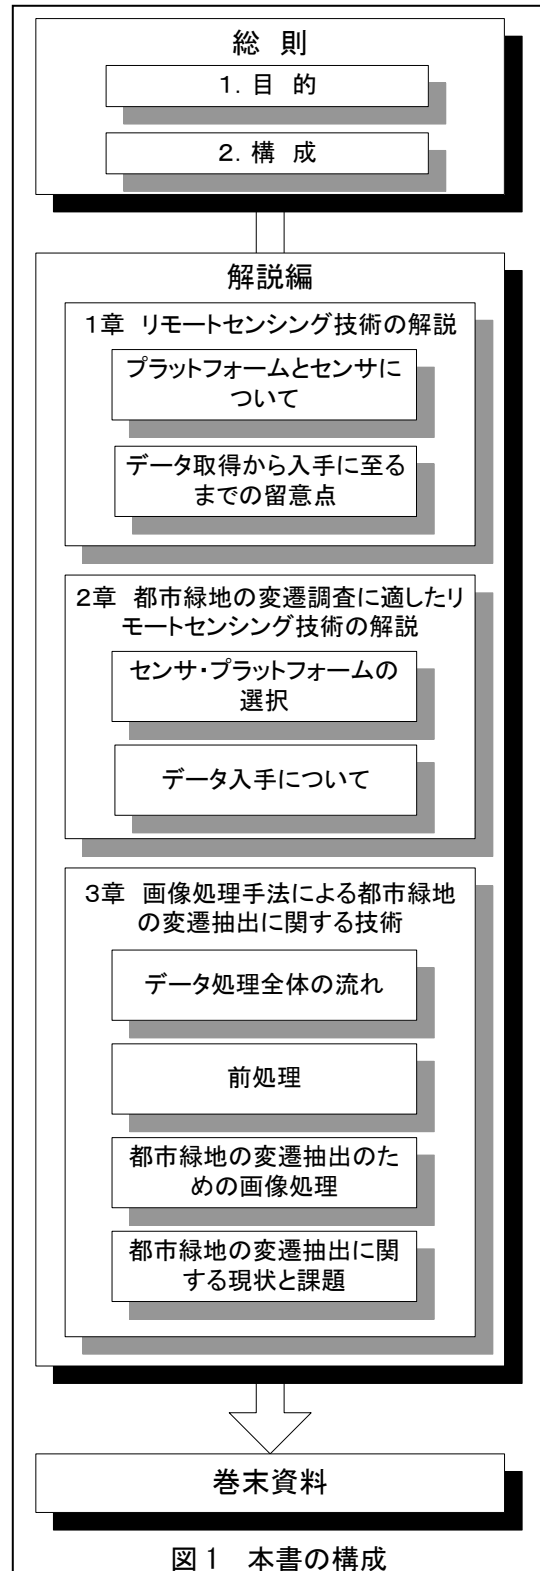 総 則
1. 目 的
2. 構 成
解説編
1章 リモートセンシング技術の解説
プラットフォームとセンサに
ついて
データ取得から入手に至る
までの留意点
2章 都市緑地の変遷調査に適したリ
モートセンシング技術の解説
センサ・プラットフォームの
選択
データ入手について
3章 画像処理手法による都市緑地
の変遷抽出に関する技術
データ処理全体の流れ
前処理
都市緑地の変遷抽出のた
めの画像処理
都市緑地の変遷抽出に関
する現状と課題
巻末資料
図1 本書の構成